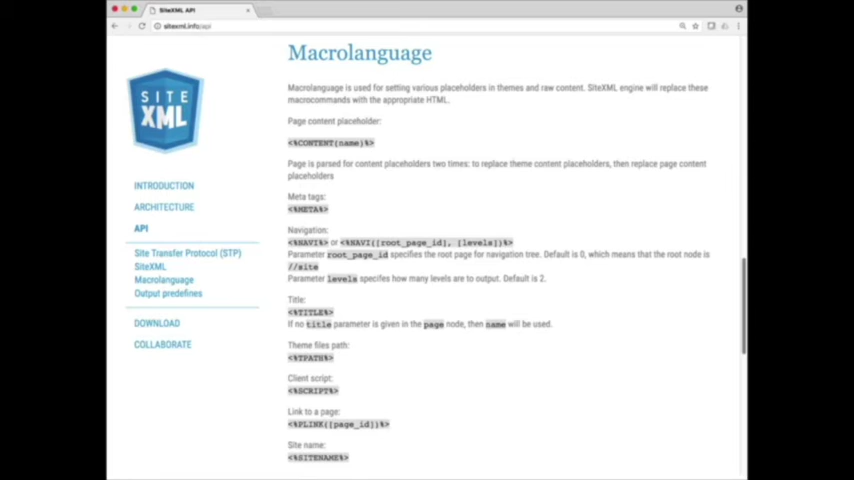 SiteXML API
sitexml.info/api
SITE
XML
INTRODUCTION
ARCHITECTURE
API
Site Transfer Protocol (STP)
SiteXML
Macrolanguage
Output predefines
DOWNLOAD
COLLABORATE
Macrolanguage
Macrolanguage is used for setting various placeholders in themes and raw content. SiteXML engine will replace these
macrocommands with the appropriate HTML.
Page content placeholder:
<%CONTENT(name)%>
Page is parsed for content placeholders two times: to replace theme content placeholders, then replace page content
placeholders
Meta tags:
<%META%>
Navigation:
<%NAVI%> or <%NAVI([root_page_id], [levels])%>
Parameter root_page_id specifies the root page for navigation tree. Default is 0, which means that the root node is
//site
Parameter levels specifes how many levels are to output. Default is 2.
Title:
<%TITLE%>
If no title parameter is given in the page node, then name will be used.
Theme files path:
<%TPATH%>
Client script:
<%SCRIPT%>
Link to a page:
<%PLINK([page_id])%>
Site name:
<%SITENAME%>